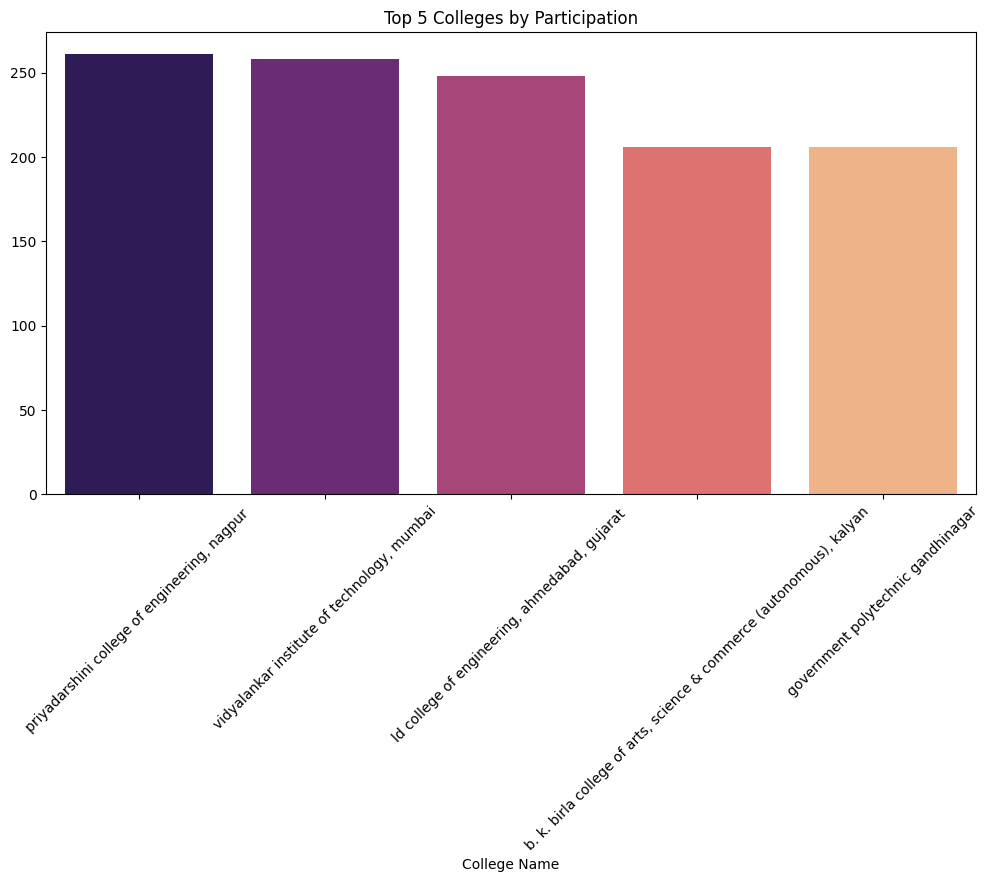 Top 5 Colleges by Participation
250
200
150
100
50
0
priyadarshini college of engineering, nagpur
vidyalankar institute of technology, mumbai
ld college of engineering, ahmedabad, gujarat
b. k. birla college of arts, science & commerce (autonomous), kalyan
government polytechnic gandhinagar
College Name